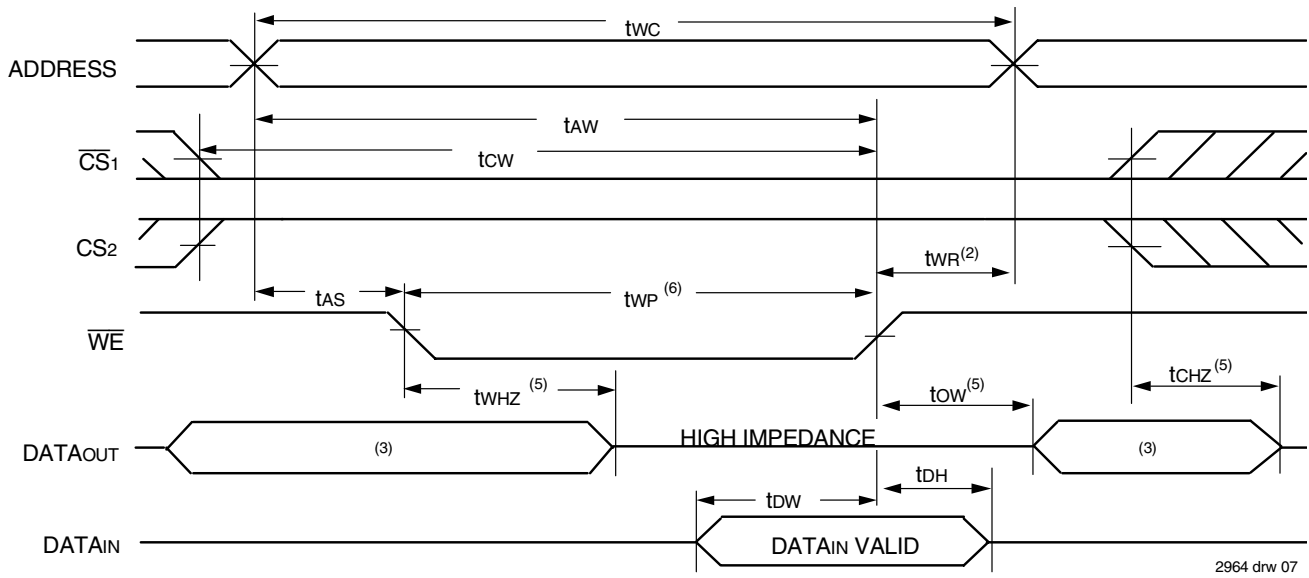 tWC
ADDRESS
tAW
CS1
tCW
CS2
tWR(2)
tAS
tWP (6)
WE
tWHZ (5)
tOW(5)
tCHZ(5)
DATAOUT
(3)
HIGH IMPEDANCE
(3)
tDW
tDH
DATAIN
DATAIN VALID
2964 drw 07